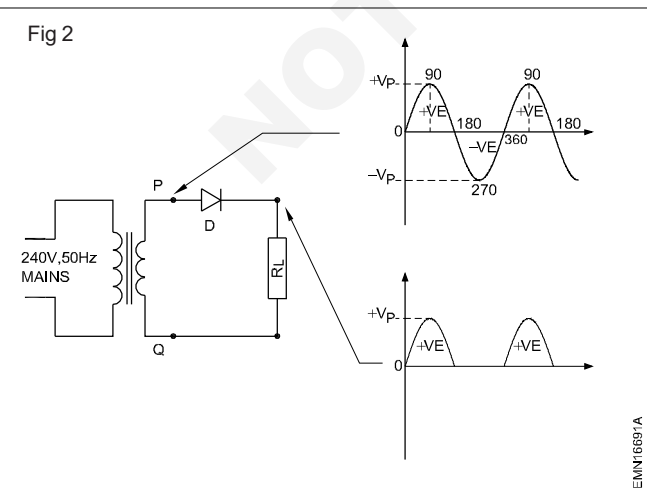 Fig 2
NOT
+VP
90
90
+VE
+VE
0
180
180
–VE
360
–VP
270
P
D
240V,50Hz
MAINS
RL
Q
+VP
+VE
+VE
0
EMN16691A